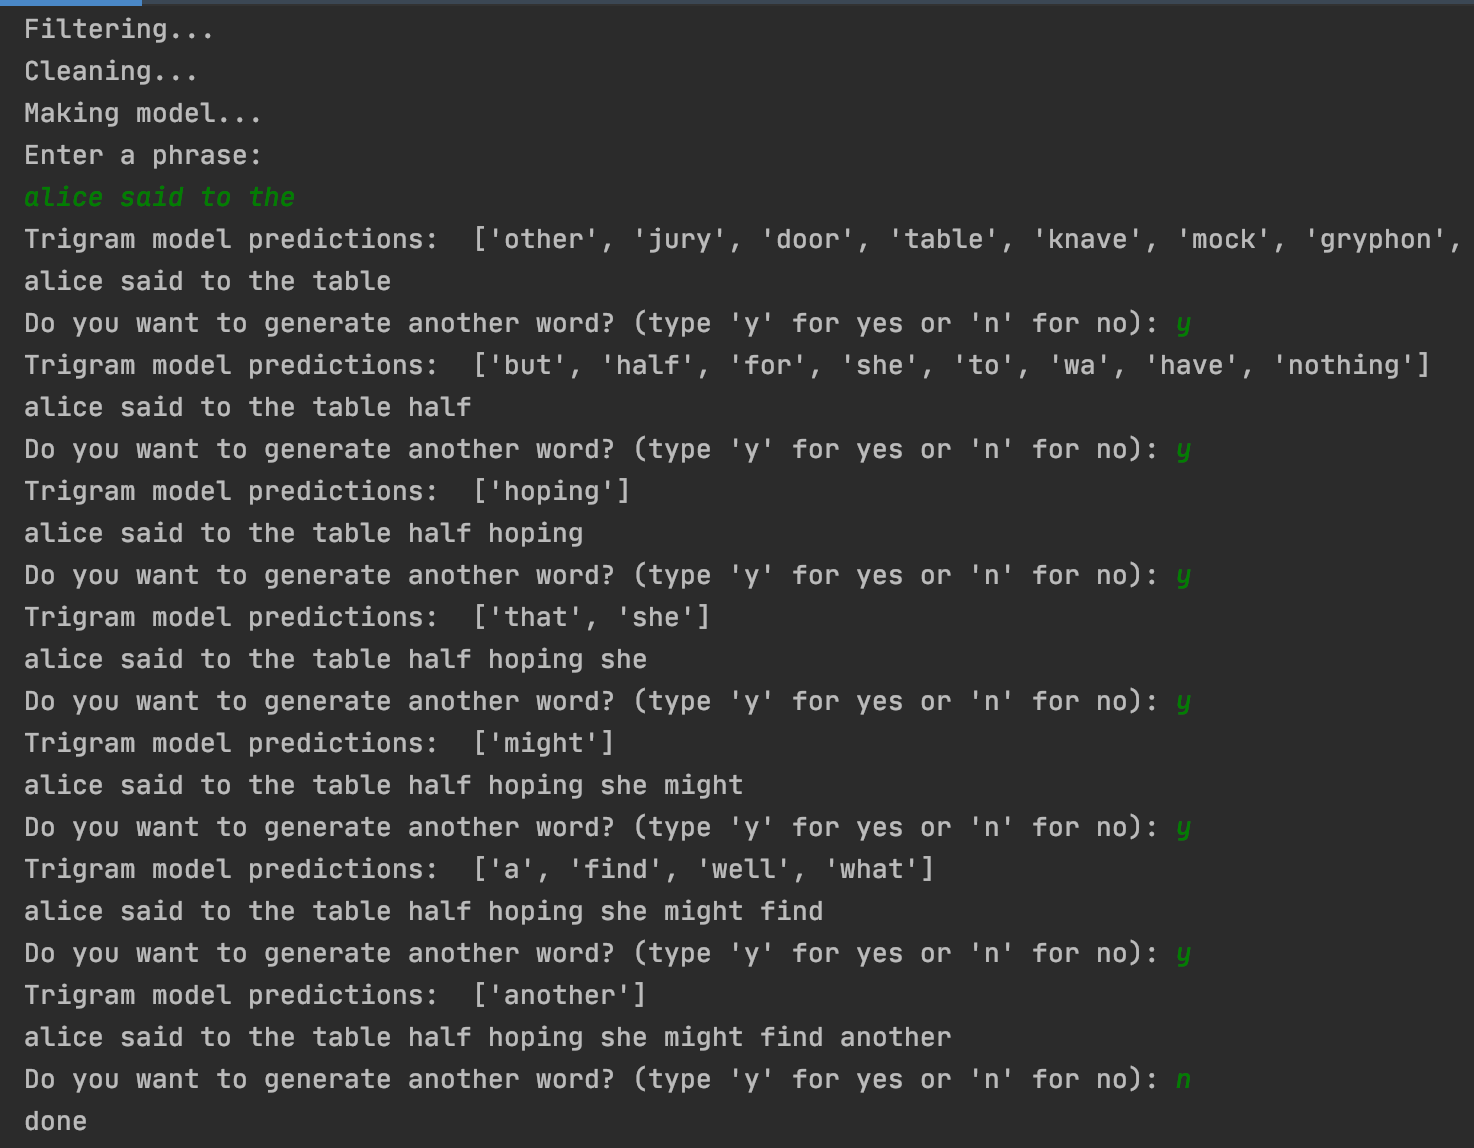 Filtering...
Cleaning...
Making model...
Enter a phrase:
alice said to the
Trigram model predictions:  ['other', 'jury', 'door', 'table', 'knave', 'mock', 'gryphon',
alice said to the table
Do you want to generate another word? (type 'y' for yes or 'n' for no): y
Trigram model predictions:  ['but', 'half', 'for', 'she', 'to', 'wa', 'have', 'nothing']
alice said to the table half
Do you want to generate another word? (type 'y' for yes or 'n' for no): y
Trigram model predictions:  ['hoping']
alice said to the table half hoping
Do you want to generate another word? (type 'y' for yes or 'n' for no): y
Trigram model predictions:  ['that', 'she']
alice said to the table half hoping she
Do you want to generate another word? (type 'y' for yes or 'n' for no): y
Trigram model predictions:  ['might']
alice said to the table half hoping she might
Do you want to generate another word? (type 'y' for yes or 'n' for no): y
Trigram model predictions:  ['a', 'find', 'well', 'what']
alice said to the table half hoping she might find
Do you want to generate another word? (type 'y' for yes or 'n' for no): y
Trigram model predictions:  ['another']
alice said to the table half hoping she might find another
Do you want to generate another word? (type 'y' for yes or 'n' for no): n
done